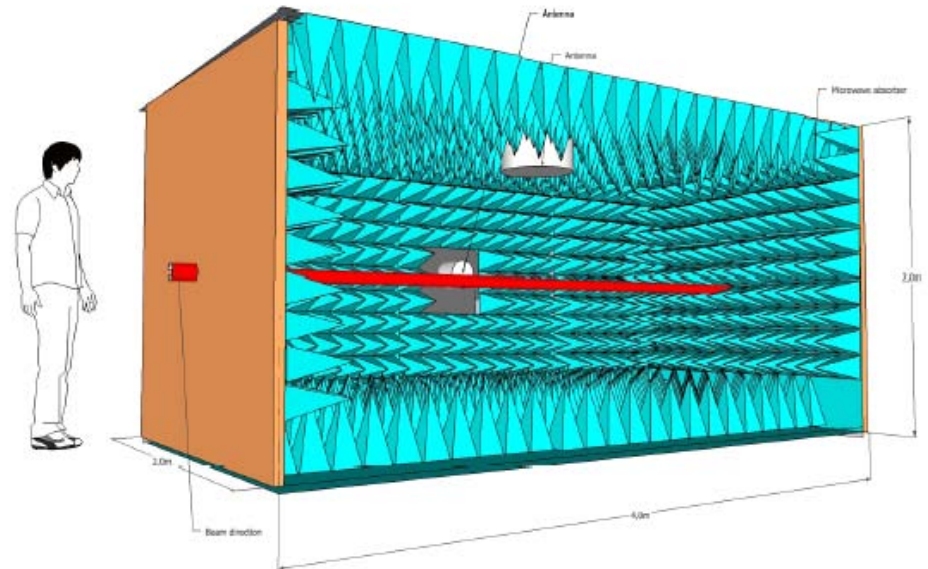 Antenna
Antenna
Microwave absorber
2,0m
2,0m
4,0m
Beam direction